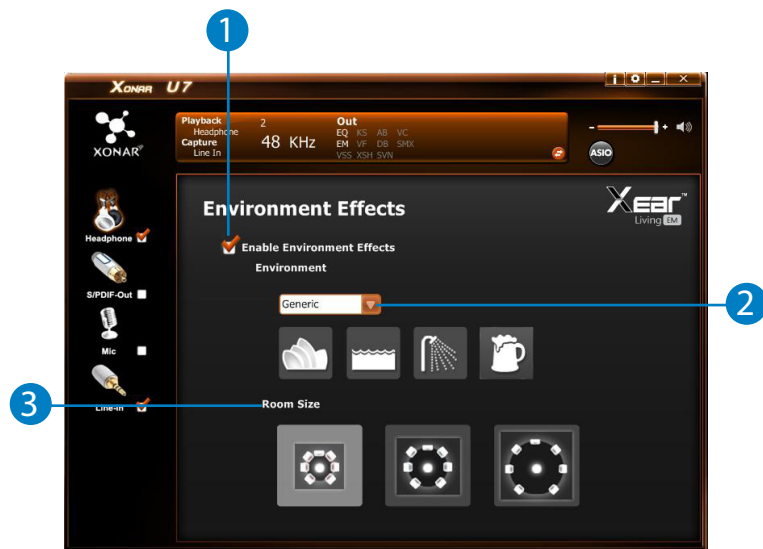 1
XONAR U7
Playback 2 Out
Headphone EQ KS AB VC
Capture 48 KHz EM VF DB SMX
Line In VSS XSH SVN
- +
ASIO
XONAR®
Environment Effects
Xear™
Living EM
Headphone
Enable Environment Effects
Environment
S/PDIF-Out
Generic
2
Mic
3
Line-In
Room Size